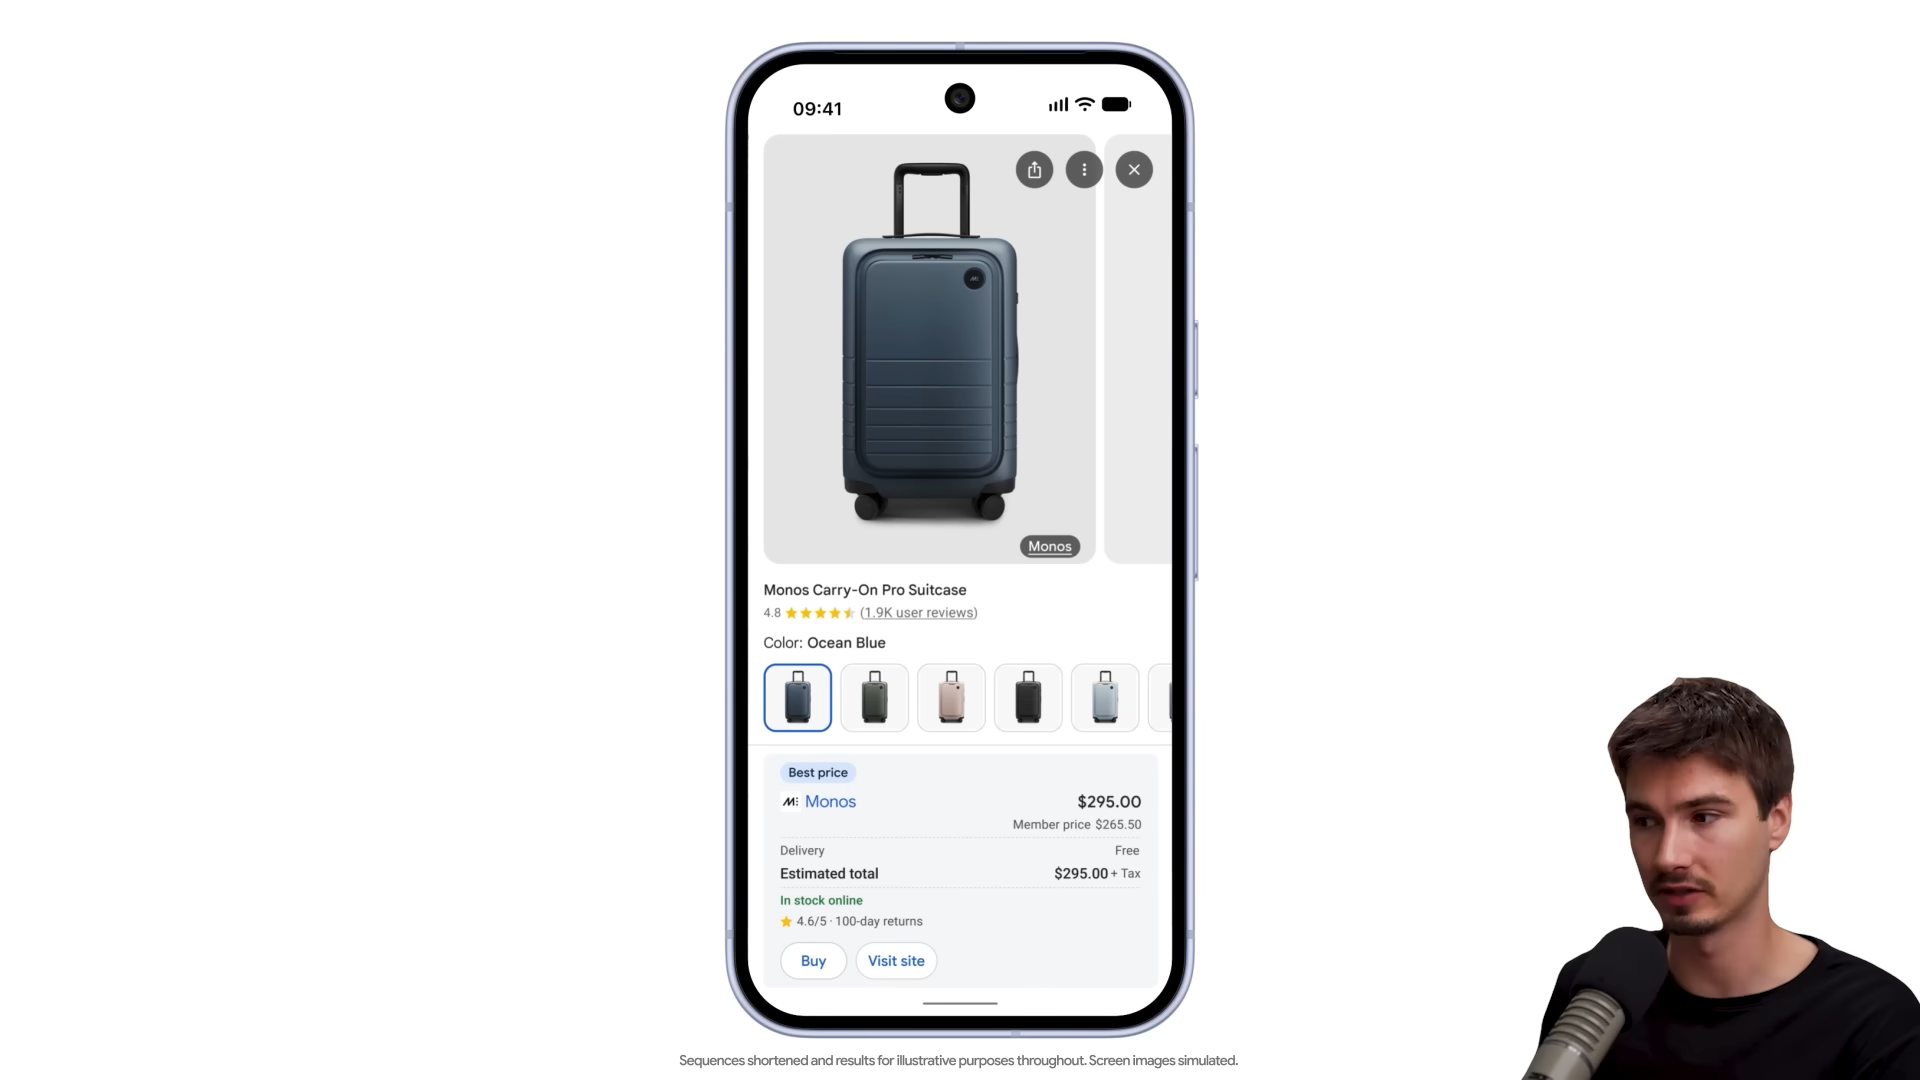 09:41
Monos
Monos Carry-On Pro Suitcase
4.8 (1.9K user reviews)
Color: Ocean Blue
Best price
M: Monos $295.00
Member price $265.50
Delivery Free
Estimated total $295.00 + Tax
In stock online
4.6/5 · 100-day returns
Buy Visit site
Sequences shortened and results for illustrative purposes throughout. Screen images simulated.